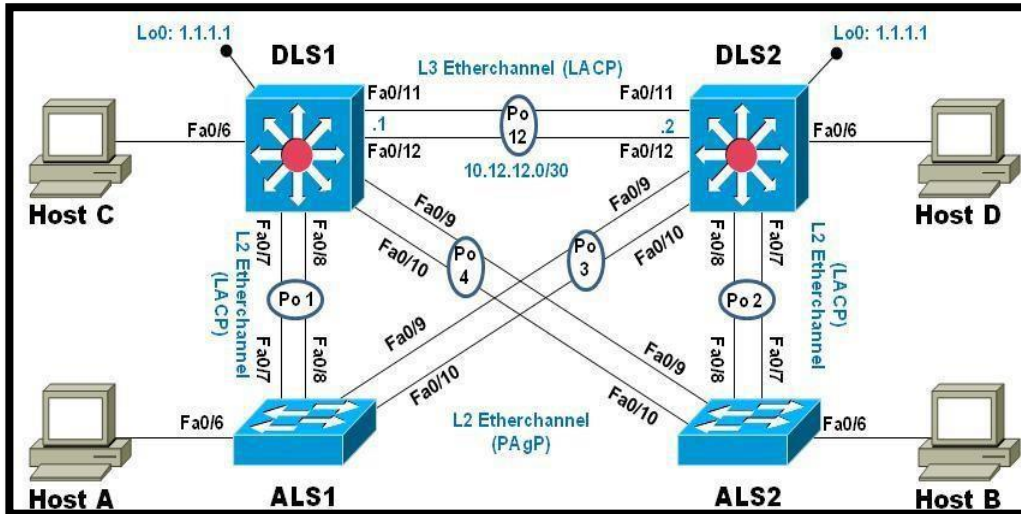 Lo0: 1.1.1.1
Lo0: 1.1.1.1
DLS1
DLS2
L3 Etherchannel (LACP)
Fa0/11
Fa0/11
Fa0/6
.1
Po
12
.2
Fa0/6
Fa0/12
Fa0/12
10.12.12.0/30
Host C
Host D
Fa0/7
Fa0/8
Fa0/9
Fa0/10
Fa0/9
Fa0/10
Fa0/8
Fa0/7
Po
4
Po
3
L2 Etherchannel
(LACP)
Po 1
Po 2
(LACP)
L2 Etherchannel
Fa0/7
Fa0/8
Fa0/9
Fa0/10
Fa0/9
Fa0/10
Fa0/8
Fa0/7
Fa0/6
L2 Etherchannel
(PAgP)
Fa0/6
Host A
ALS1
ALS2
Host B